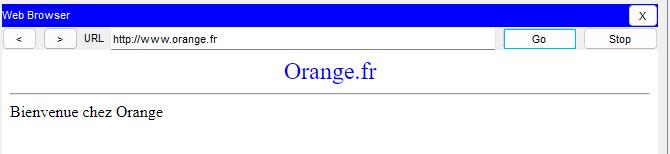 Web Browser X
< > URL http://www.orange.fr Go Stop
Orange.fr
Bienvenue chez Orange